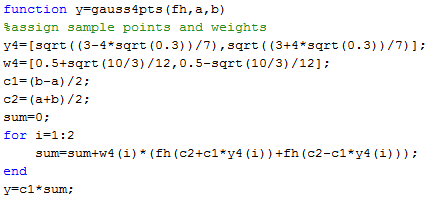 function y=gauss4pts(fh,a,b)
%assign sample points and weights
y4=[sqrt((3-4*sqrt(0.3))/7),sqrt((3+4*sqrt(0.3))/7)];
w4=[0.5+sqrt(10/3)/12,0.5-sqrt(10/3)/12];
c1=(b-a)/2;
c2=(a+b)/2;
sum=0;
for i=1:2
    sum=sum+w4(i)*(fh(c2+c1*y4(i))+fh(c2-c1*y4(i)));
end
y=c1*sum;